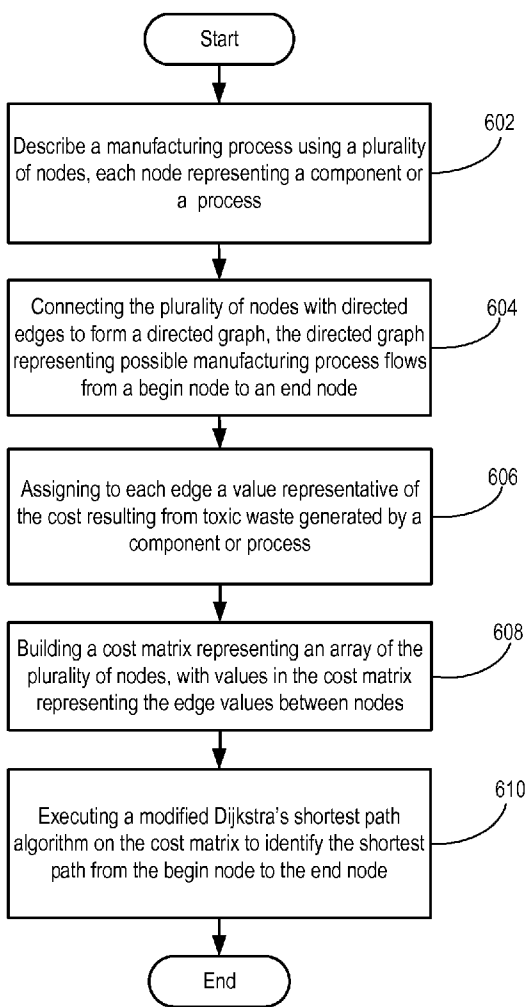 Start
602
Describe a manufacturing process using a plurality
of nodes, each node representing a component or
a process
604
Connecting the plurality of nodes with directed
edges to form a directed graph, the directed graph
representing possible manufacturing process flows
from a begin node to an end node
606
Assigning to each edge a value representative of
the cost resulting from toxic waste generated by a
component or process
608
Building a cost matrix representing an array of the
plurality of nodes, with values in the cost matrix
representing the edge values between nodes
610
Executing a modified Dijkstra's shortest path
algorithm on the cost matrix to identify the shortest
path from the begin node to the end node
End